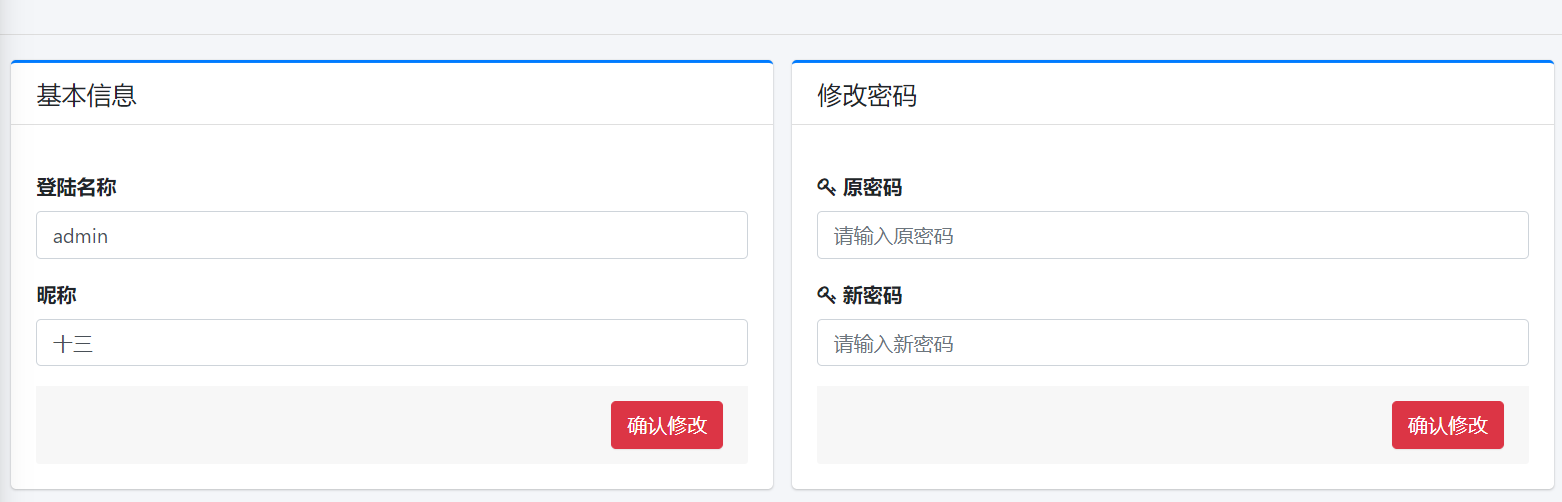 基本信息
登陆名称
admin
昵称
十三
确认修改
修改密码
原密码
请输入原密码
新密码
请输入新密码
确认修改